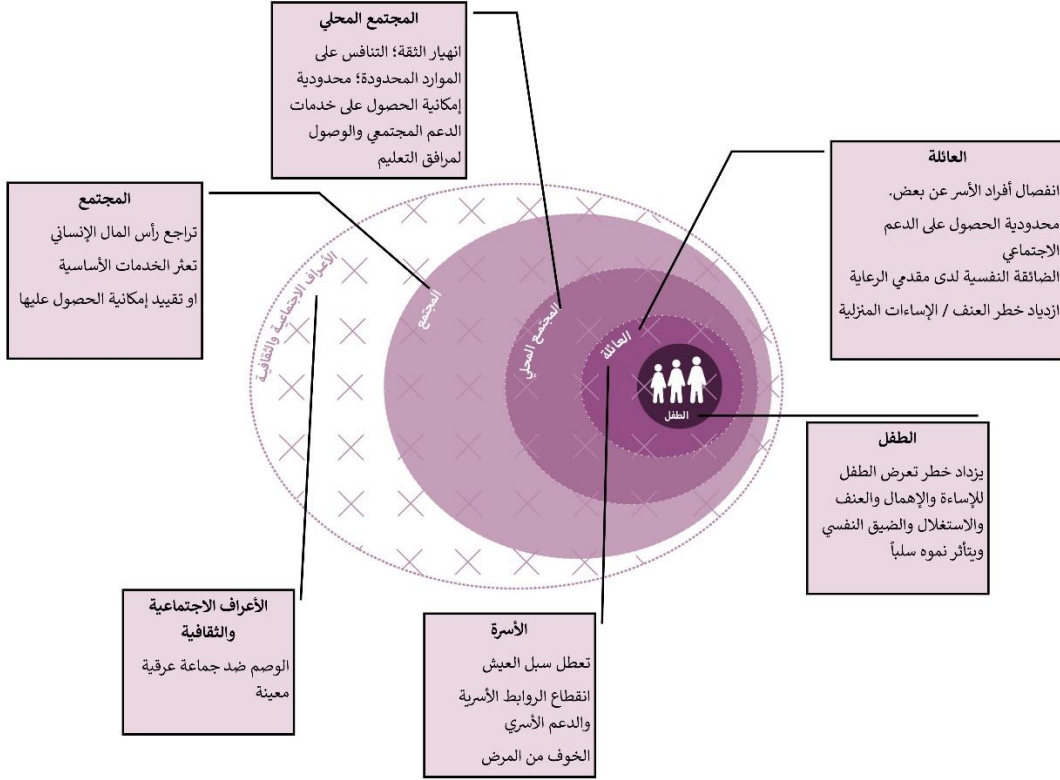 المجتمع المحلي
انهيار الثقة؛ التنافس على
الموارد المحدودة؛ محدودية
إمكانية الحصول على خدمات
الدعم المجتمعي والوصول
لمرافق التعليم
العائلة
انفصال أفراد الأسر عن بعض.
محدودية الحصول على الدعم
الاجتماعي
الضائقة النفسية لدى مقدمي الرعاية
ازدياد خطر العنف / الإساءات المنزلية
المجتمع
تراجع رأس المال الإنساني
تعثر الخدمات الأساسية
او تقييد إمكانية الحصول عليها
الأعراف الاجتماعية والثقافية
المجتمع
المجتمع المحلي
العائلة
الطفل
الطفل
يزداد خطر تعرض الطفل
للإساءة والإهمال والعنف
والاستغلال والضيق النفسي
ويتأثر نموه سلباً
الأسرة
تعطل سبل العيش
انقطاع الروابط الأسرية
والدعم الأسري
الخوف من المرض
الأعراف الاجتماعية
والثقافية
الوصم ضد جماعة عرقية
معينة